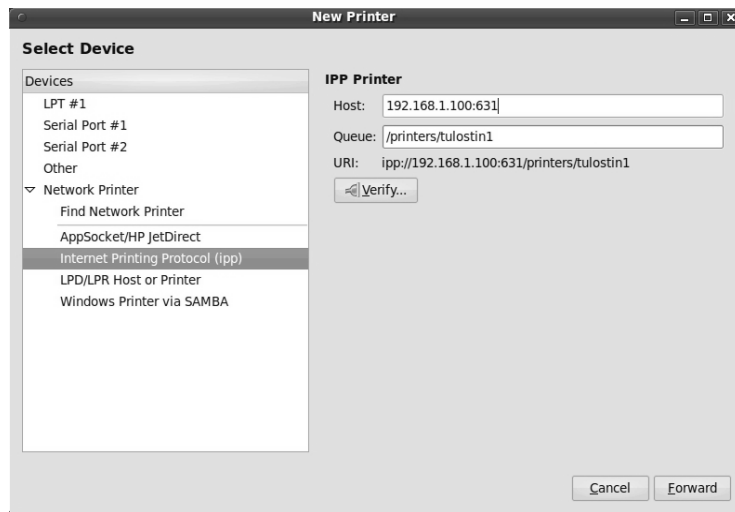 New Printer
Select Device
Devices
LPT #1
Serial Port #1
Serial Port #2
Other
Network Printer
Find Network Printer
AppSocket/HP JetDirect
Internet Printing Protocol (ipp)
LPD/LPR Host or Printer
Windows Printer via SAMBA
IPP Printer
Host: 192.168.1.100:631
Queue: /printers/tulostin1
URI: ipp://192.168.1.100:631/printers/tulostin1
Verify...
Cancel Forward